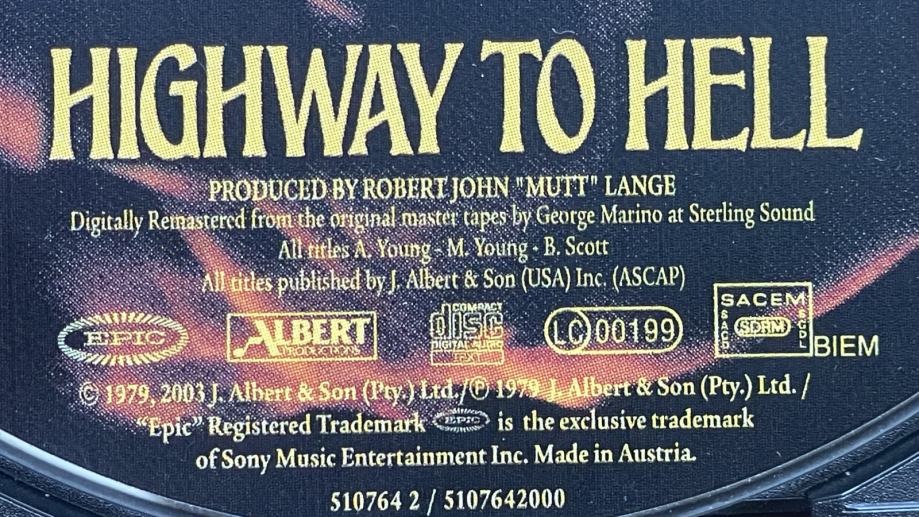 HIGHWAY TO HELL
PRODUCED BY ROBERT JOHN "MUTT" LANGE
Digitally Remastered from the original master tapes by George Marino at Sterling Sound
All titles A. Young - M. Young - B. Scott
All titles published by J. Albert & Son (USA) Inc. (ASCAP)
EPIC
ALBERT
PRODUCTIONS
COMPACT
disc
DIGITAL AUDIO
TEXT
LC 00199
SACEM
SACD
SDRM
SGDL
BIEM
© 1979, 2003 J. Albert & Son (Pty.) Ltd./℗ 1979 J. Albert & Son (Pty.) Ltd. /
“Epic” Registered Trademark EPIC is the exclusive trademark
of Sony Music Entertainment Inc. Made in Austria.
510764 2 / 5107642000